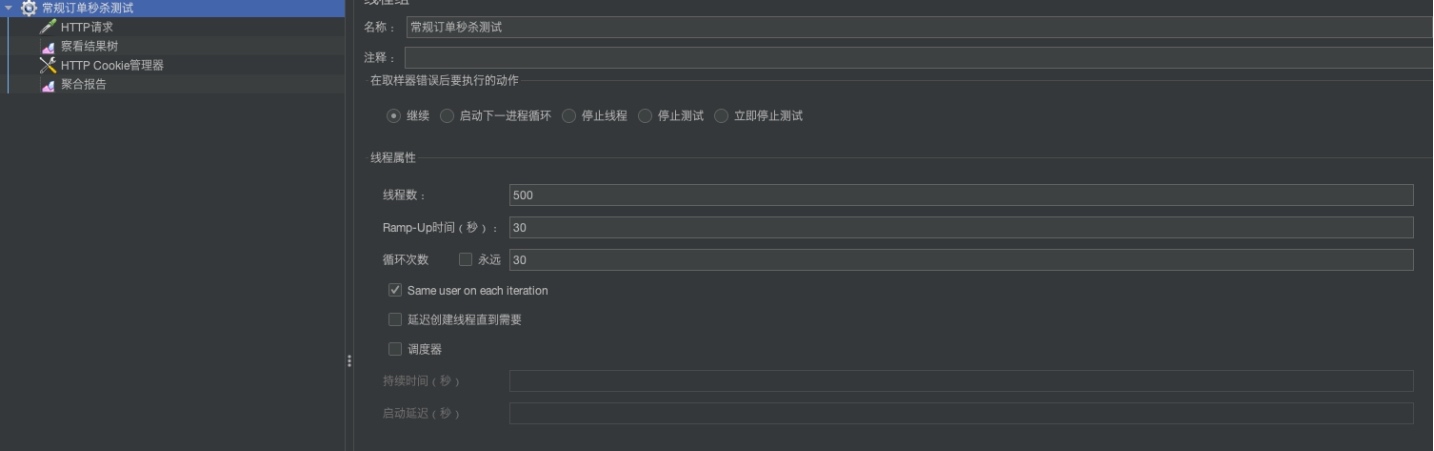 常规订单秒杀测试
HTTP请求
察看结果树
HTTP Cookie管理器
聚合报告
线程组
名称：常规订单秒杀测试
注释：
在取样器错误后要执行的动作
继续 启动下一进程循环 停止线程 停止测试 立即停止测试
线程属性
线程数： 500
Ramp-Up时间（秒）： 30
循环次数 永远 30
Same user on each iteration
延迟创建线程直到需要
调度器
持续时间（秒）
启动延迟（秒）